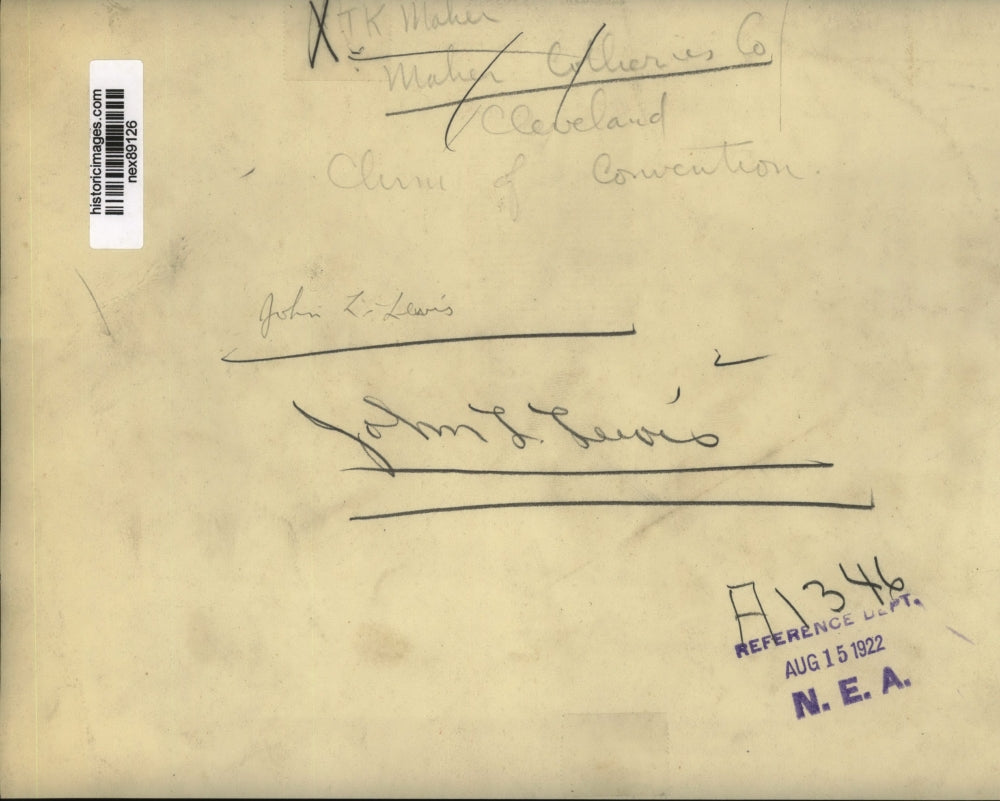 TK Maher
Maher Collieries Co
Cleveland
Chrm of Convention.
historicimages.com
nex89126
John L. Lewis
John L. Lewis
A1346
REFERENCE DEPT.
AUG 15 1922
N. E. A.